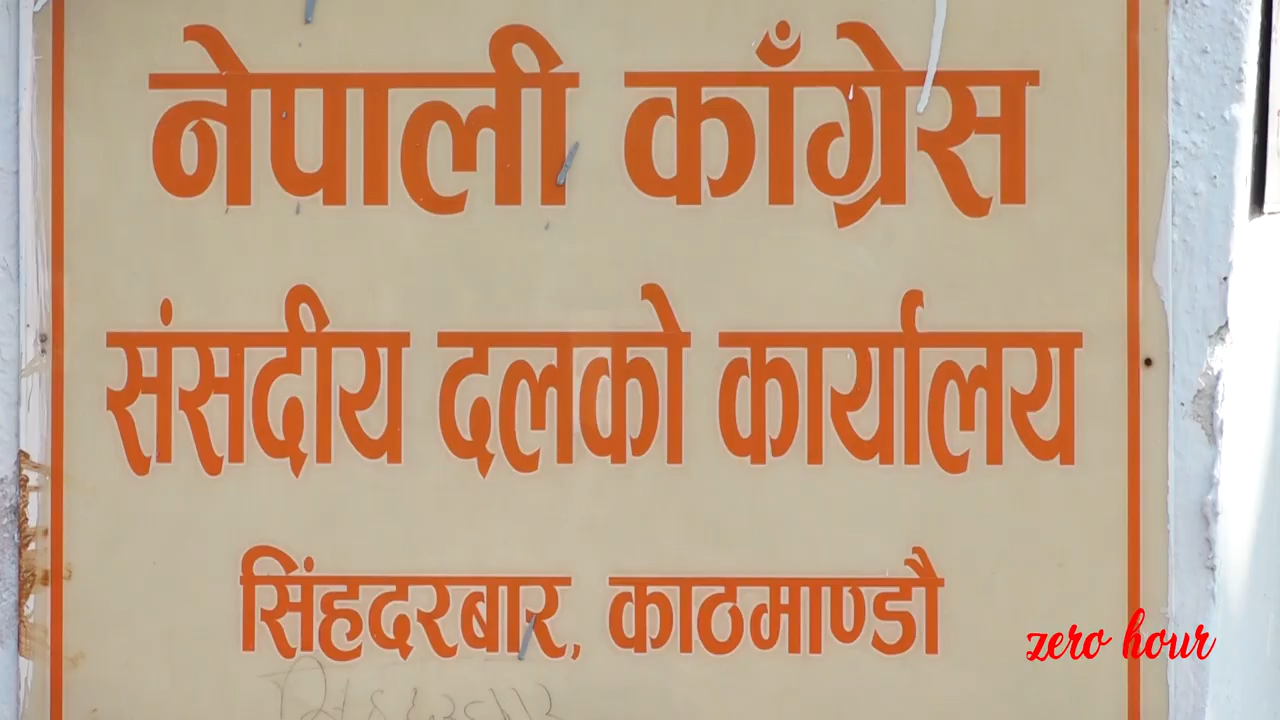 नेपाली काँग्रेस
संसदीय दलको कार्यालय
सिंहदरबार, काठमाण्डौ
zero hour